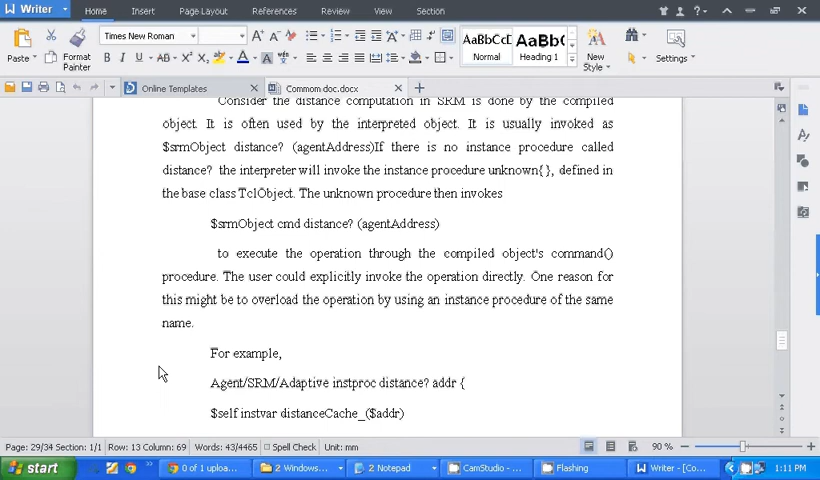 Writer
Home
Insert
Page Layout
References
Review
View
Section
Times New Roman
Paste
Format
Painter
B
I
U
AB
AaBbCcD
AaBbC
Normal
Heading 1
New
Style
Settings
Online Templates
Commom doc.docx
Consider the distance computation in SRM is done by the compiled
object. It is often used by the interpreted object. It is usually invoked as
$srmObject distance? (agentAddress)If there is no instance procedure called
distance? the interpreter will invoke the instance procedure unknown{}, defined in
the base class TclObject. The unknown procedure then invokes
$srmObject cmd distance? (agentAddress)
to execute the operation through the compiled object's command()
procedure. The user could explicitly invoke the operation directly. One reason for
this might be to overload the operation by using an instance procedure of the same
name.
For example,
Agent/SRM/Adaptive instproc distance? addr {
$self instvar distanceCache_($addr)
Page: 29/34 Section: 1/1
Row: 13 Column: 69
Words: 43/4465
Spell Check
Unit: mm
90 %
start
0 of 1 uploa...
2 Windows...
2 Notepad
CamStudio - ...
Flashing
Writer - [Co...
1:11 PM